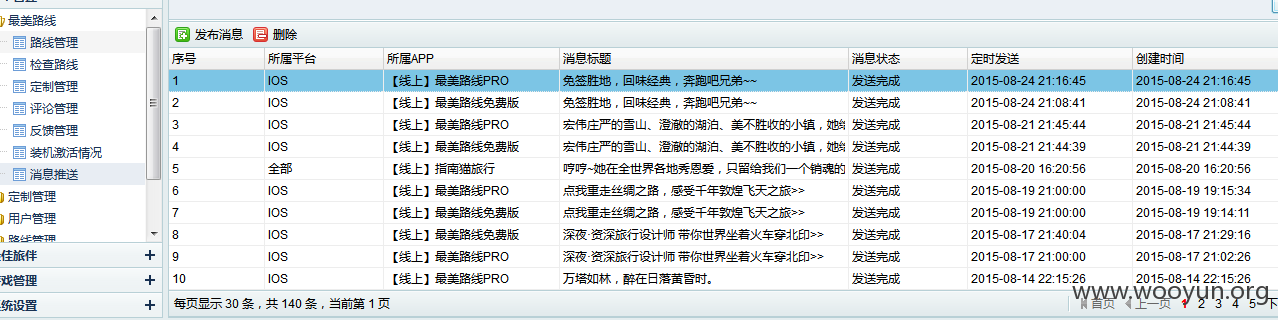 最美路线
路线管理
检查路线
定制管理
评论管理
反馈管理
装机激活情况
消息推送
定制管理
用户管理
路线管理
佳旅伴
戏管理
统设置
发布消息 删除
序号 所属平台 所属APP 消息标题 消息状态 定时发送 创建时间
1 IOS 【线上】最美路线PRO 免签胜地，回味经典，奔跑吧兄弟~~ 发送完成 2015-08-24 21:16:45 2015-08-24 21:16:45
2 IOS 【线上】最美路线免费版 免签胜地，回味经典，奔跑吧兄弟~~ 发送完成 2015-08-24 21:08:41 2015-08-24 21:08:41
3 IOS 【线上】最美路线PRO 宏伟庄严的雪山、澄澈的湖泊、美不胜收的小镇，她 发送完成 2015-08-21 21:45:44 2015-08-21 21:45:44
4 IOS 【线上】最美路线免费版 宏伟庄严的雪山、澄澈的湖泊、美不胜收的小镇，她 发送完成 2015-08-21 21:44:39 2015-08-21 21:44:39
5 全部 【线上】指南猫旅行 哼哼~她在全世界各地秀恩爱，只留给我们一个销魂的 发送完成 2015-08-20 16:20:56 2015-08-20 16:20:56
6 IOS 【线上】最美路线PRO 点我重走丝绸之路，感受千年敦煌飞天之旅>> 发送完成 2015-08-19 21:00:00 2015-08-19 19:15:34
7 IOS 【线上】最美路线免费版 点我重走丝绸之路，感受千年敦煌飞天之旅>> 发送完成 2015-08-19 21:00:00 2015-08-19 19:14:11
8 IOS 【线上】最美路线免费版 深夜·资深旅行设计师 带你世界坐着火车穿北印>> 发送完成 2015-08-17 21:40:04 2015-08-17 21:29:16
9 IOS 【线上】最美路线PRO 深夜·资深旅行设计师 带你世界坐着火车穿北印>> 发送完成 2015-08-17 21:00:00 2015-08-17 21:02:26
10 IOS 【线上】最美路线PRO 万塔如林，醉在日落黄昏时。 发送完成 2015-08-14 22:15:26 2015-08-14 22:15:26
每页显示 30 条，共 140 条，当前第 1 页 首页 上一页 1 2 3 4 5 下
www.wooyun.org